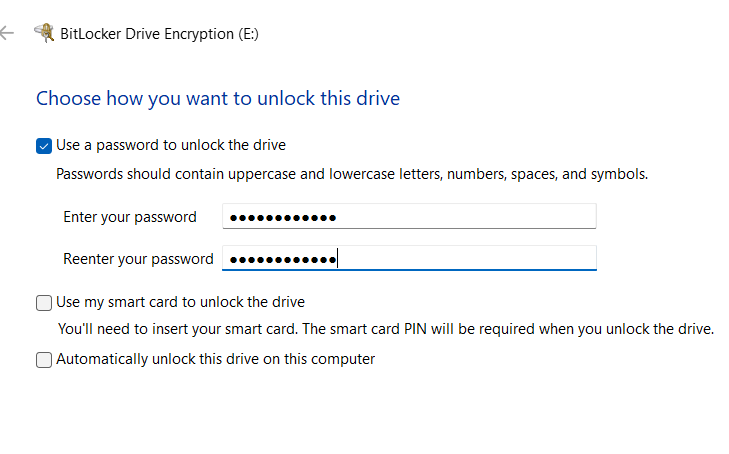 BitLocker Drive Encryption (E:)
Choose how you want to unlock this drive
Use a password to unlock the drive
Passwords should contain uppercase and lowercase letters, numbers, spaces, and symbols.
Enter your password ●●●●●●●●●●●●
Reenter your password ●●●●●●●●●●●●
Use my smart card to unlock the drive
You'll need to insert your smart card. The smart card PIN will be required when you unlock the drive.
Automatically unlock this drive on this computer